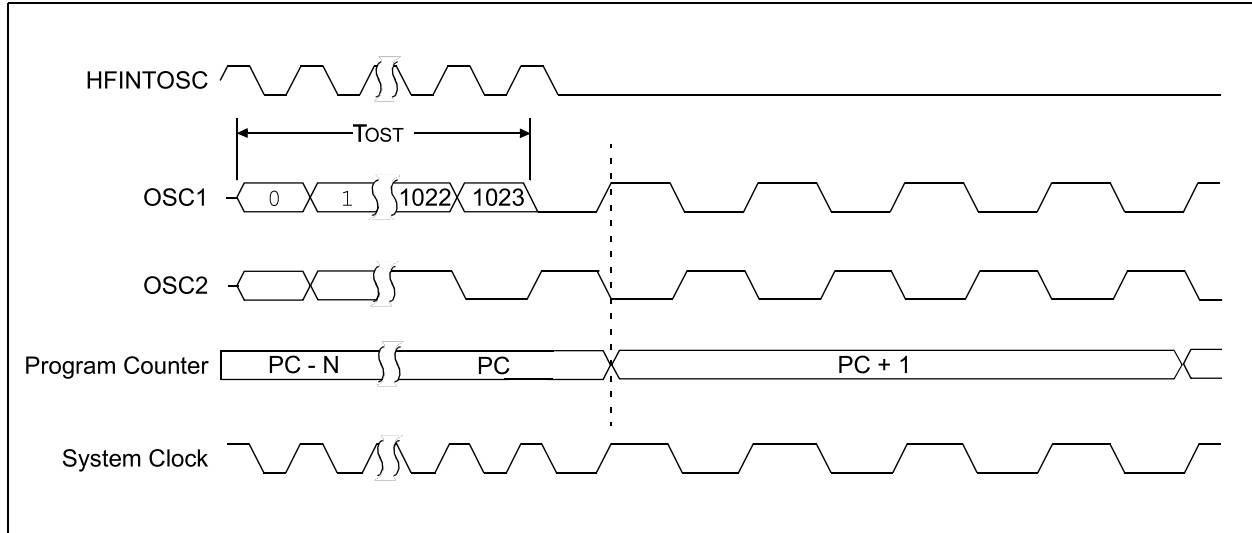 HFINTOSC
TOST
OSC1 0 1 1022 1023
OSC2
Program Counter PC - N PC PC + 1
System Clock